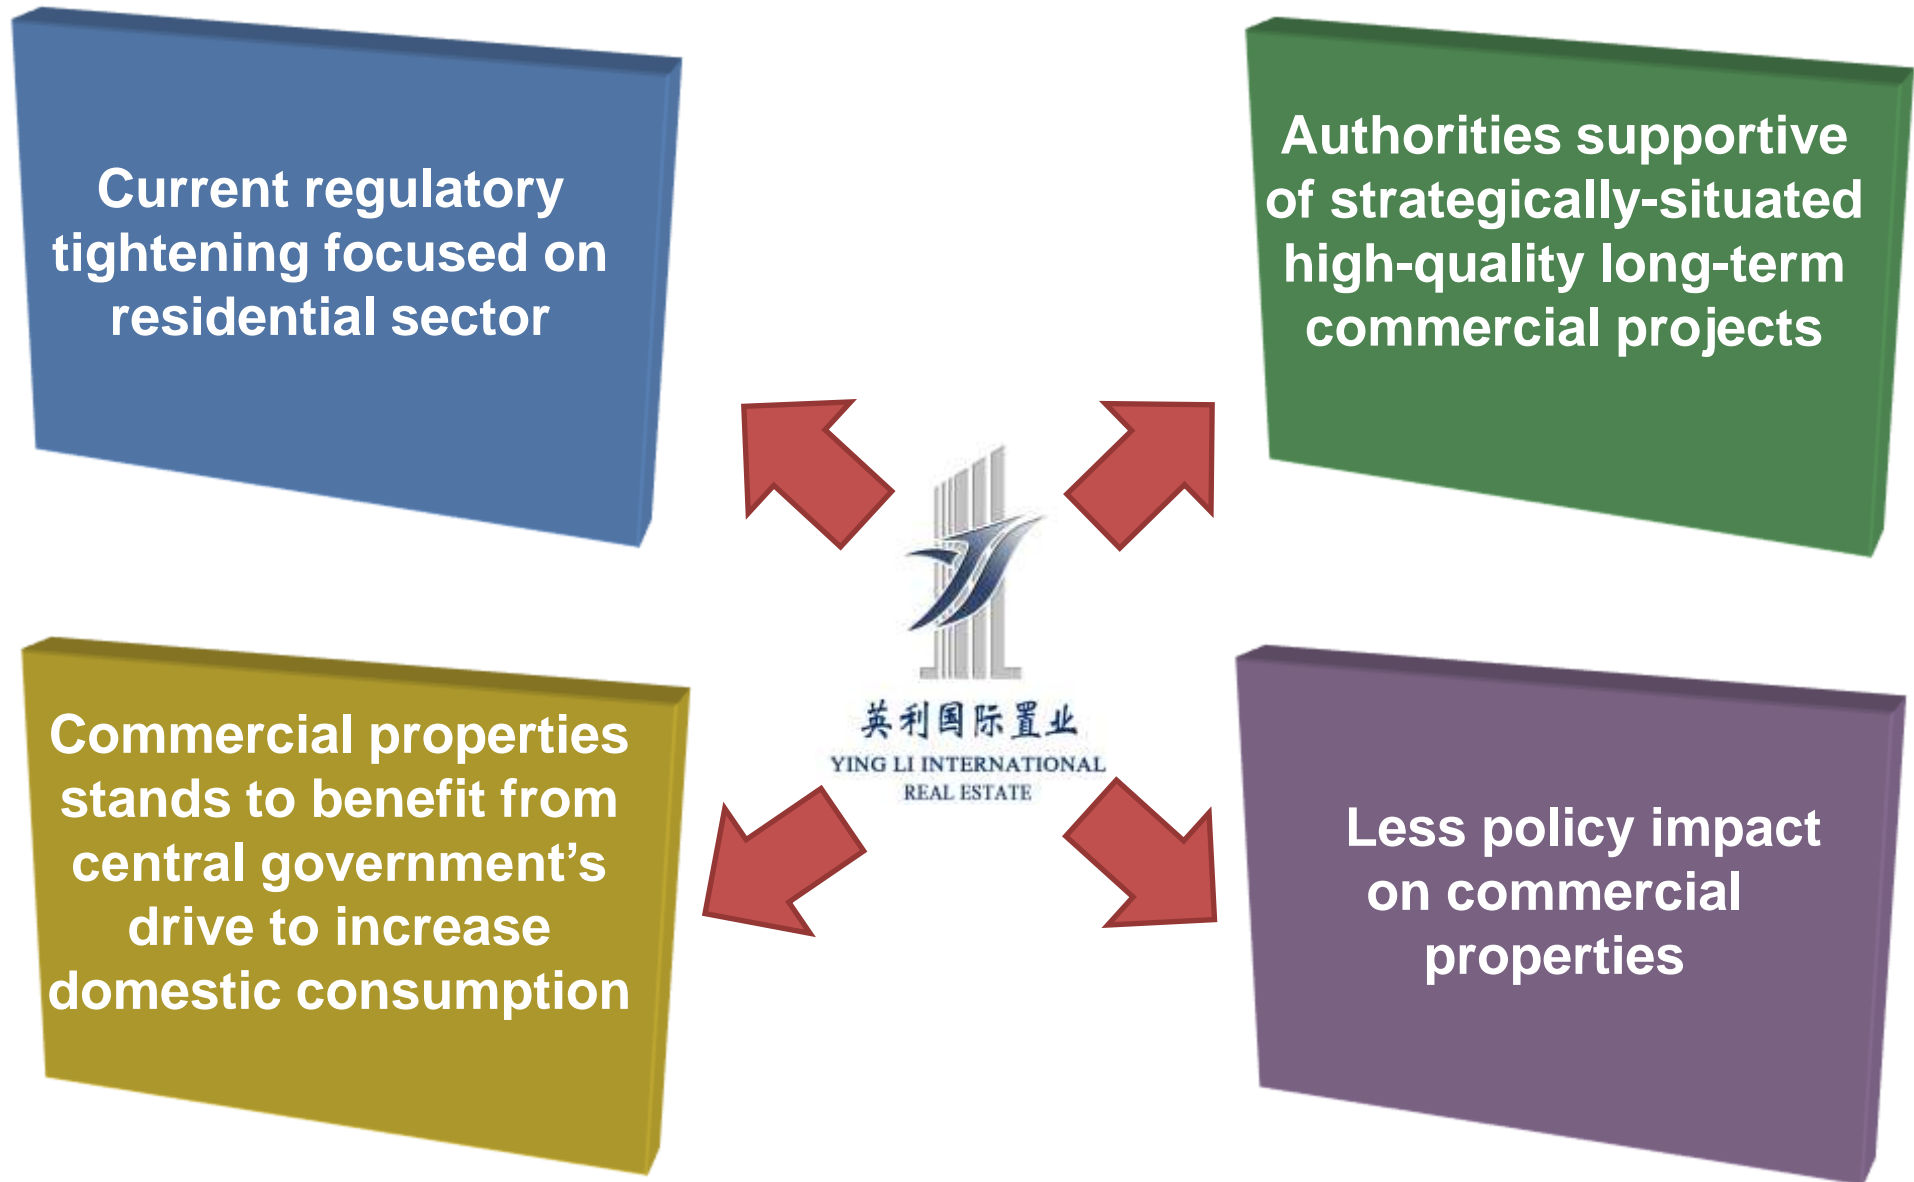 Current regulatory
tightening focused on
residential sector
Authorities supportive
of strategically-situated
high-quality long-term
commercial projects
英利国际置业
YING LI INTERNATIONAL
REAL ESTATE
Commercial properties
stands to benefit from
central government’s
drive to increase
domestic consumption
Less policy impact
on commercial
properties